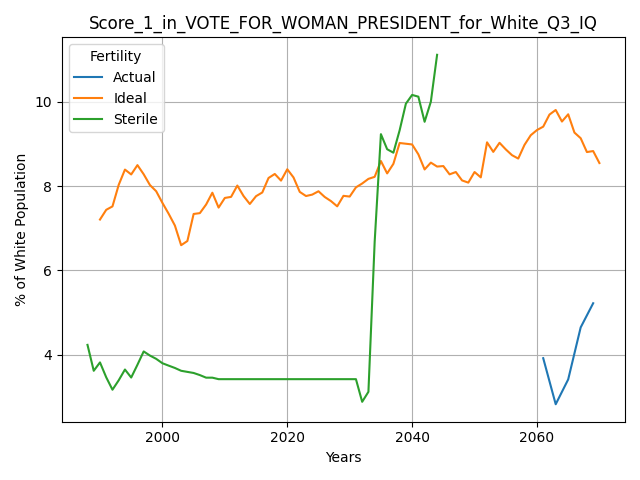 Score_1_in_VOTE_FOR_WOMAN_PRESIDENT_for_White_Q3_IQ
Fertility
Actual
Ideal
Sterile
% of White Population
10
8
6
4
2000
2020
2040
2060
Years